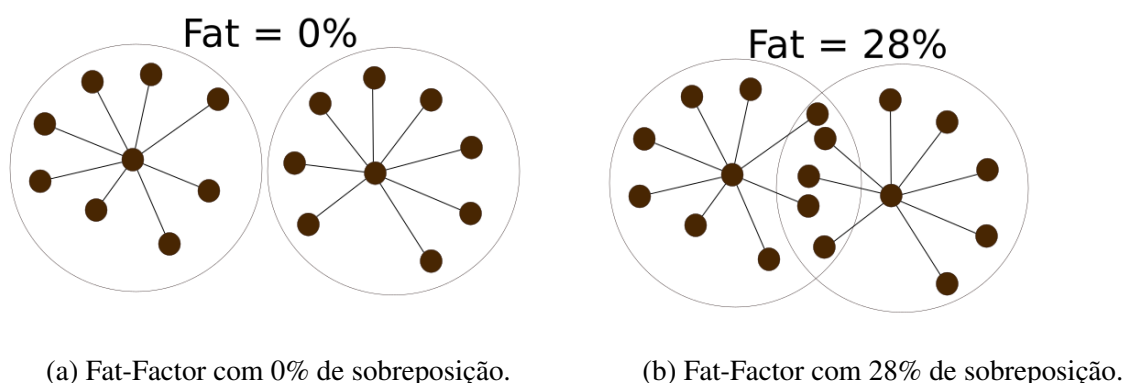 Fat = 0%
Fat = 28%
(a) Fat-Factor com 0% de sobreposição.
(b) Fat-Factor com 28% de sobreposição.